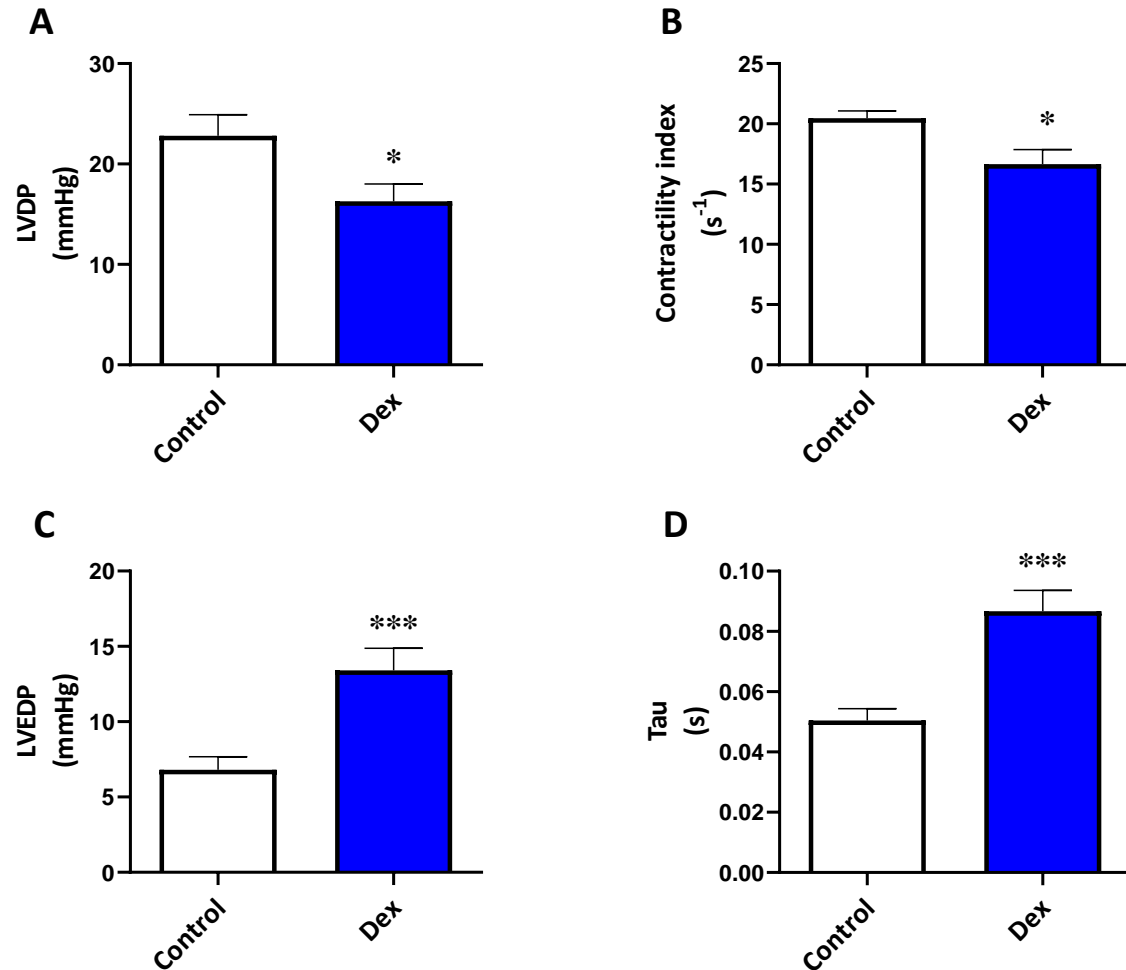 A
LVDP
(mmHg)
30
20
10
0
*
Control
Dex
B
Contractility index
(s⁻¹)
25
20
15
10
5
0
*
Control
Dex
C
LVEDP
(mmHg)
20
15
10
5
0
***
Control
Dex
D
Tau
(s)
0.10
0.08
0.06
0.04
0.02
0.00
***
Control
Dex